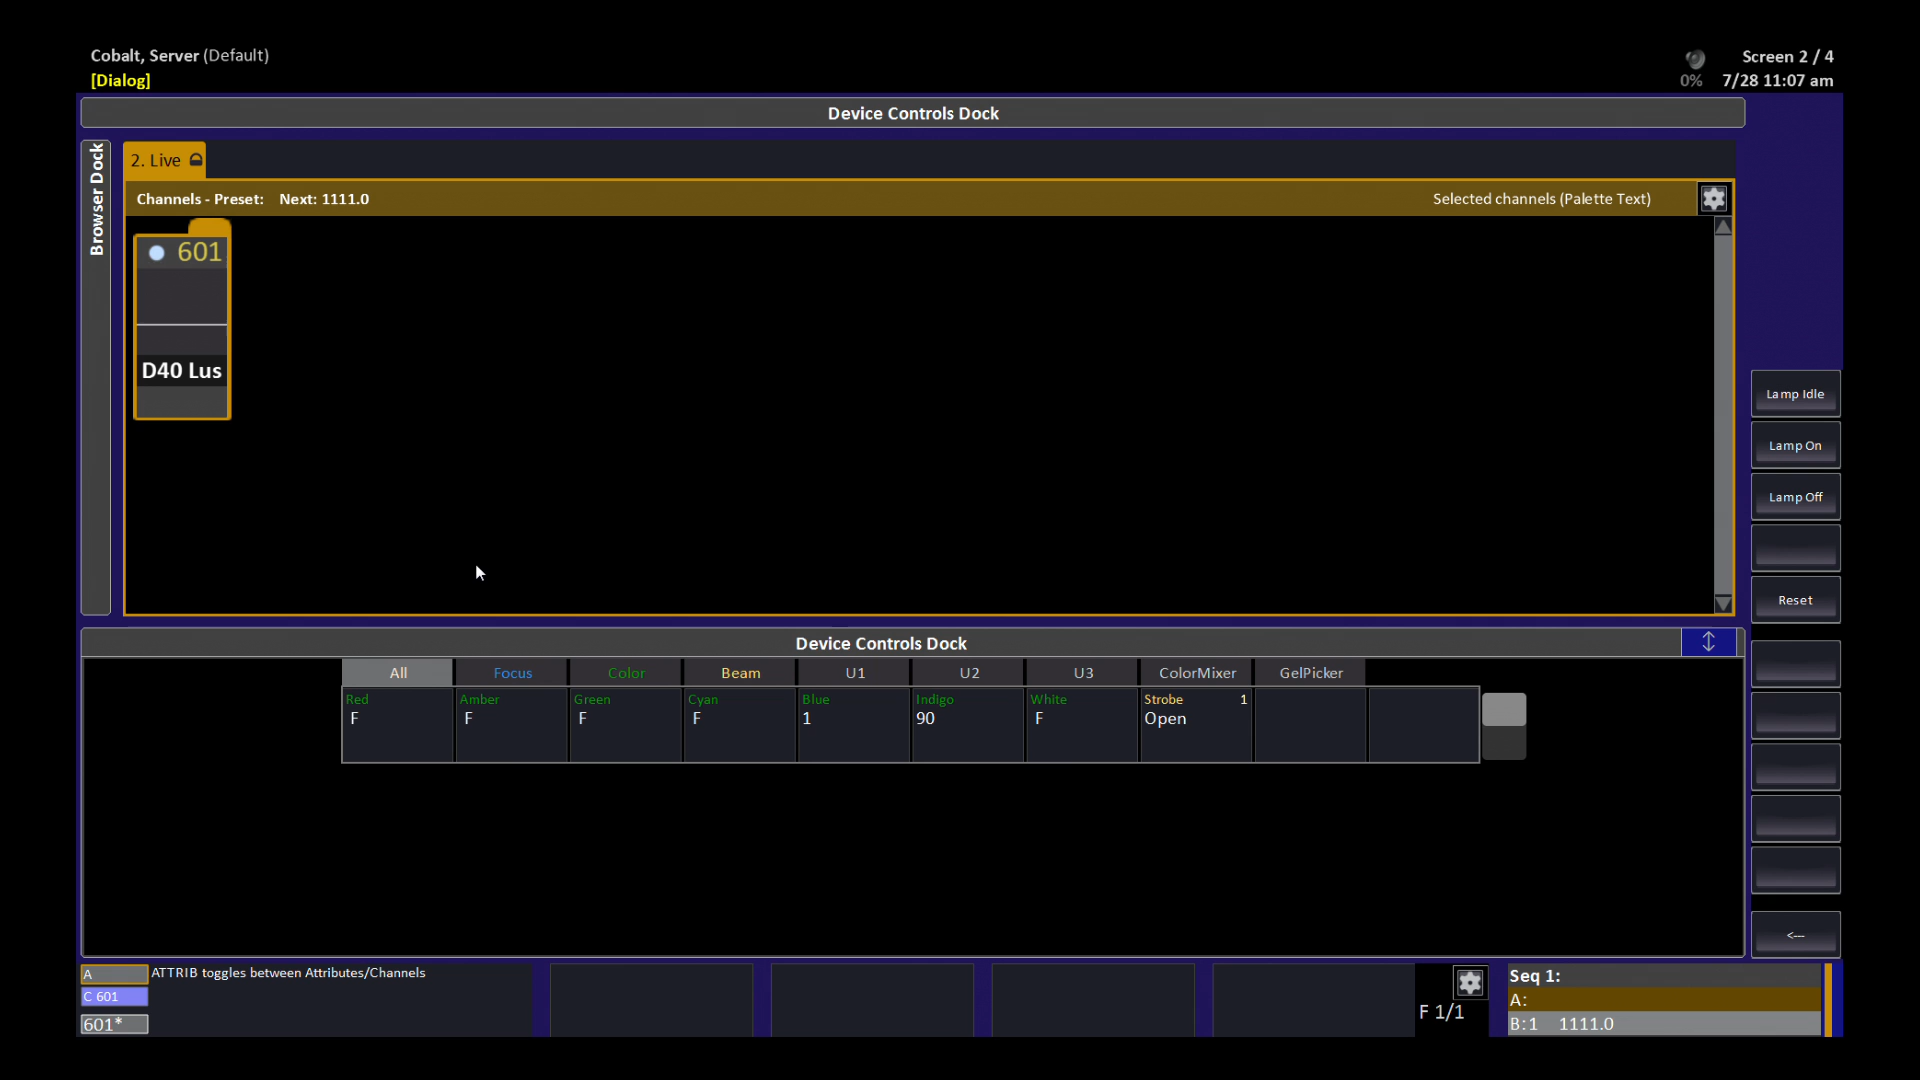 Cobalt, Server (Default)
[Dialog]
Screen 2 / 4
0%
7/28 11:07 am
Device Controls Dock
Browser Dock
2. Live
Channels - Preset: Next: 1111.0
Selected channels (Palette Text)
601
D40 Lus
Lamp Idle
Lamp On
Lamp Off
Reset
<---
Device Controls Dock
All Focus Color Beam U1 U2 U3 ColorMixer GelPicker
Red Amber Green Cyan Blue Indigo White Strobe 1
F F F F 1 90 F Open
A ATTRIB toggles between Attributes/Channels
C 601
601*
F 1/1
Seq 1:
A:
B:1 1111.0